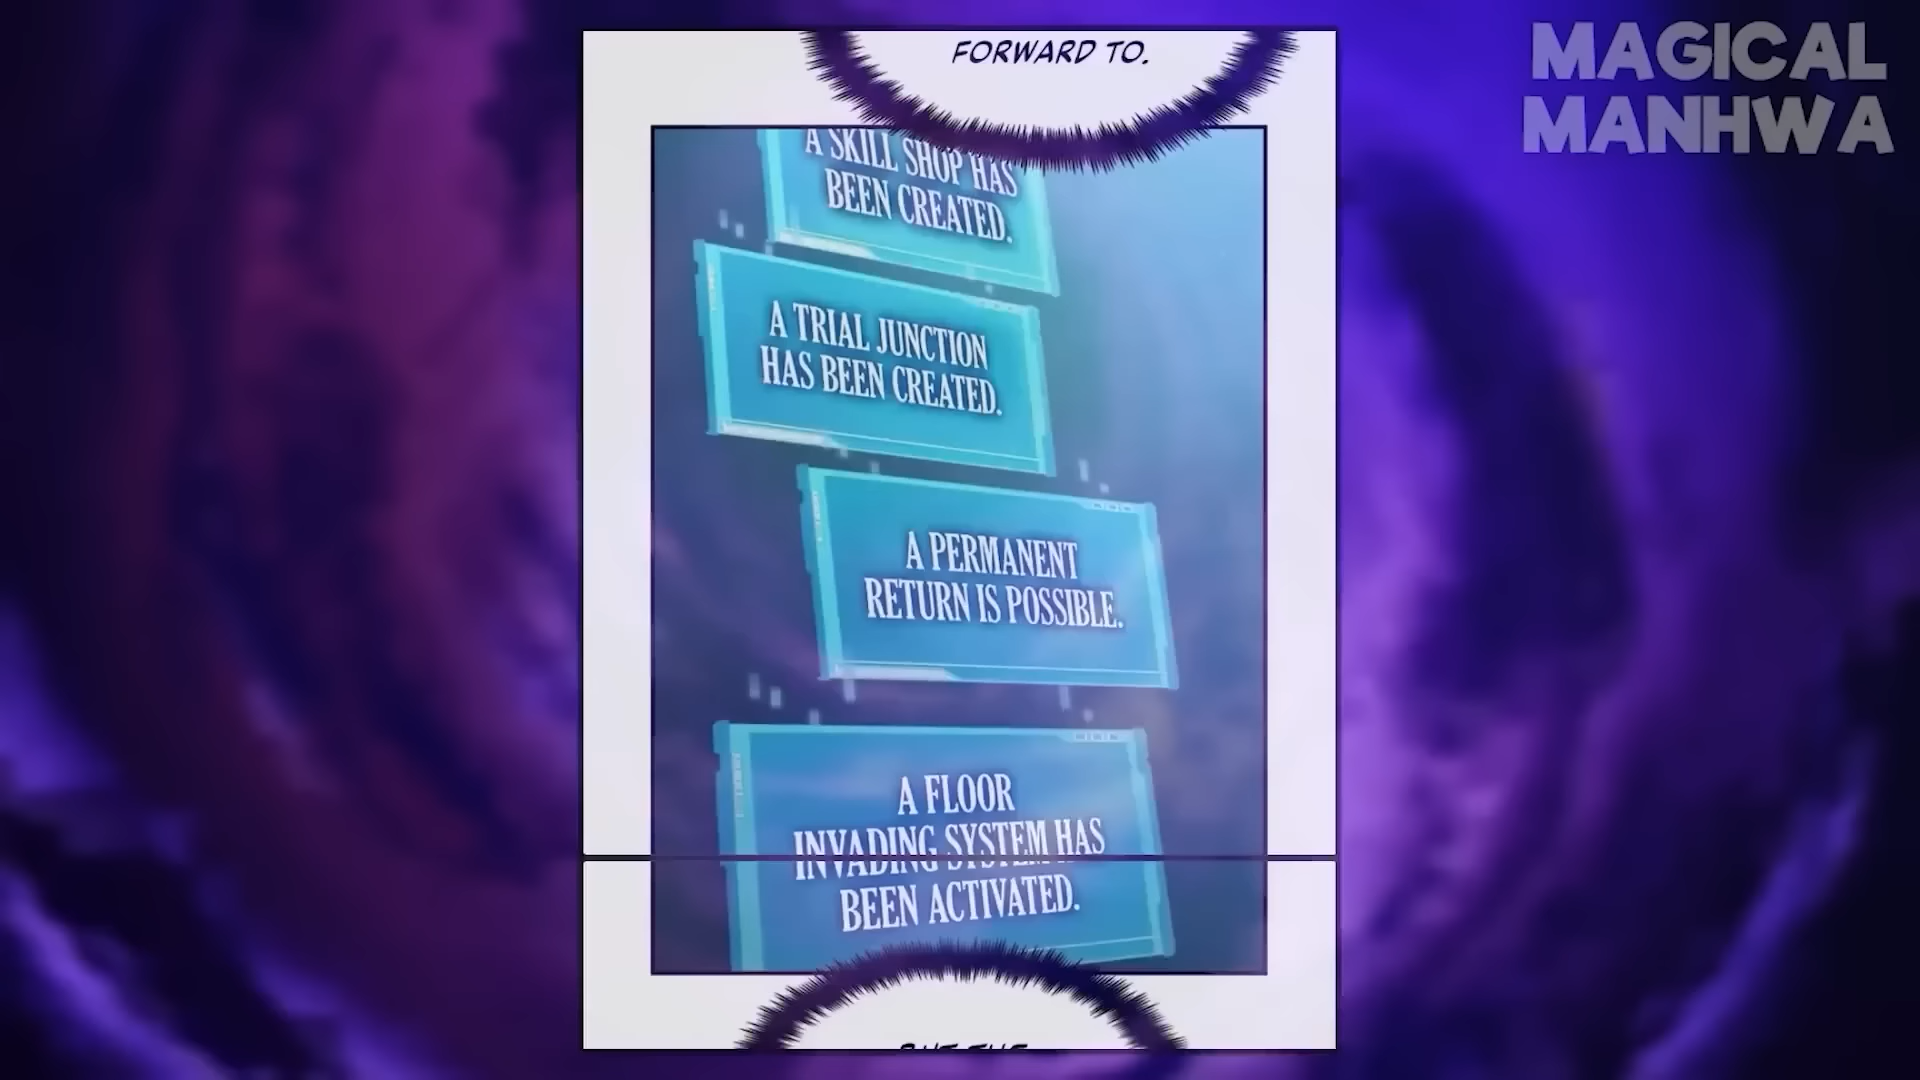 MAGICAL
MANHWA
FORWARD TO.
A SKILL SHOP HAS
BEEN CREATED.
A TRIAL JUNCTION
HAS BEEN CREATED.
A PERMANENT
RETURN IS POSSIBLE.
A FLOOR
INVADING SYSTEM HAS
BEEN ACTIVATED.